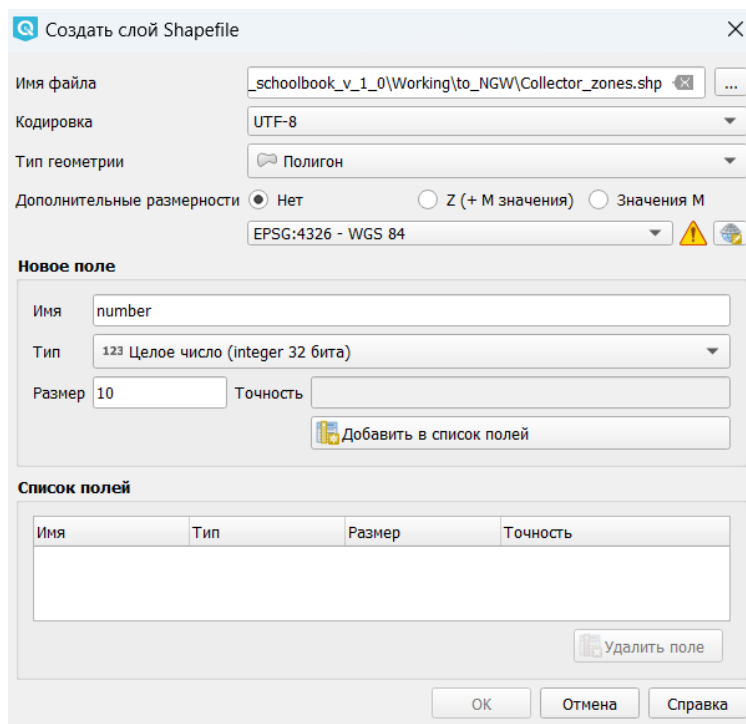 Создать слой Shapefile
Имя файла _schoolbook_v_1_0\Working\to_NGW\Collector_zones.shp ...
Кодировка UTF-8
Тип геометрии Полигон
Дополнительные размерности Нет Z (+ M значения) Значения M
EPSG:4326 - WGS 84
Новое поле
Имя number
Тип 123 Целое число (integer 32 бита)
Размер 10 Точность
Добавить в список полей
Список полей
Имя Тип Размер Точность
Удалить поле
OK Отмена Справка